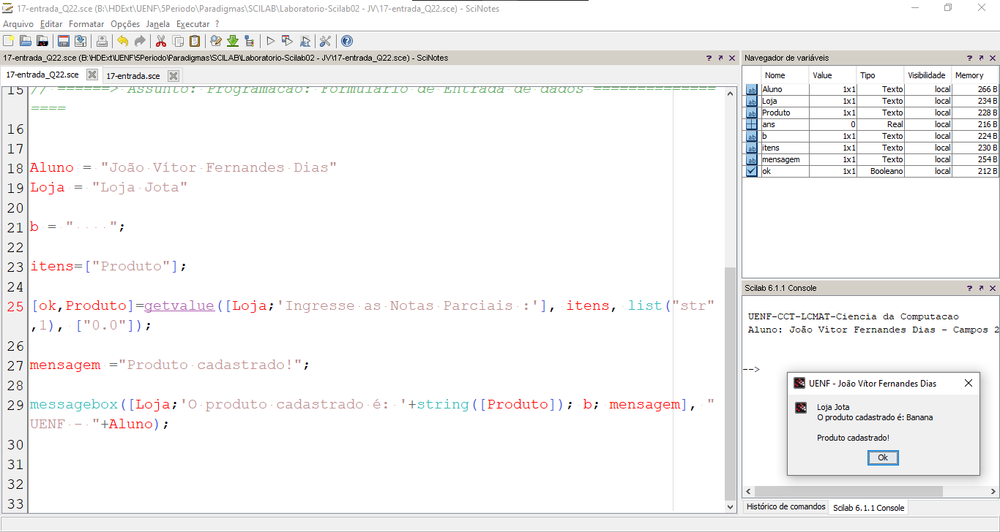 17-entrada_Q22.sce (B:\HDExt\UENF\5Periodo\Paradigmas\SCILAB\Laboratorio-Scilab02 - JV\17-entrada_Q22.sce) - SciNotes
Arquivo Editar Formatar Opções Janela Executar ?
17-entrada_Q22.sce (B:\HDExt\UENF\5Periodo\Paradigmas\SCILAB\Laboratorio-Scilab02 - JV\17-entrada_Q22.sce) - SciNotes
17-entrada_Q22.sce 17-entrada.sce
15 // ======> Assunto: Programacao: Formulario de Entrada de dados ==============
====
16
17
18 Aluno = "João Vítor Fernandes Dias"
19 Loja = "Loja Jota"
20
21 b = "    ";
22
23 itens=["Produto"];
24
25 [ok,Produto]=getvalue([Loja;'Ingresse as Notas Parciais :'], itens, list("str"
,1), ["0.0"]);
26
27 mensagem ="Produto cadastrado!";
28
29 messagebox([Loja;'O produto cadastrado é: '+string([Produto]); b; mensagem], "
UENF - "+Aluno);
30
31
32
33
Navegador de variáveis
Nome Value Tipo Visibilidade Memory
Aluno 1x1 Texto local 266 B
Loja 1x1 Texto local 234 B
Produto 1x1 Texto local 228 B
ans 0 Real local 216 B
b 1x1 Texto local 224 B
itens 1x1 Texto local 230 B
mensagem 1x1 Texto local 254 B
ok 1x1 Booleano local 212 B
Scilab 6.1.1 Console
UENF-CCT-LCMAT-Ciencia da Computacao
Aluno: João Vítor Fernandes Dias - Campos 2
-->
UENF - João Vítor Fernandes Dias
Loja Jota
O produto cadastrado é: Banana
Produto cadastrado!
Ok
Histórico de comandos Scilab 6.1.1 Console